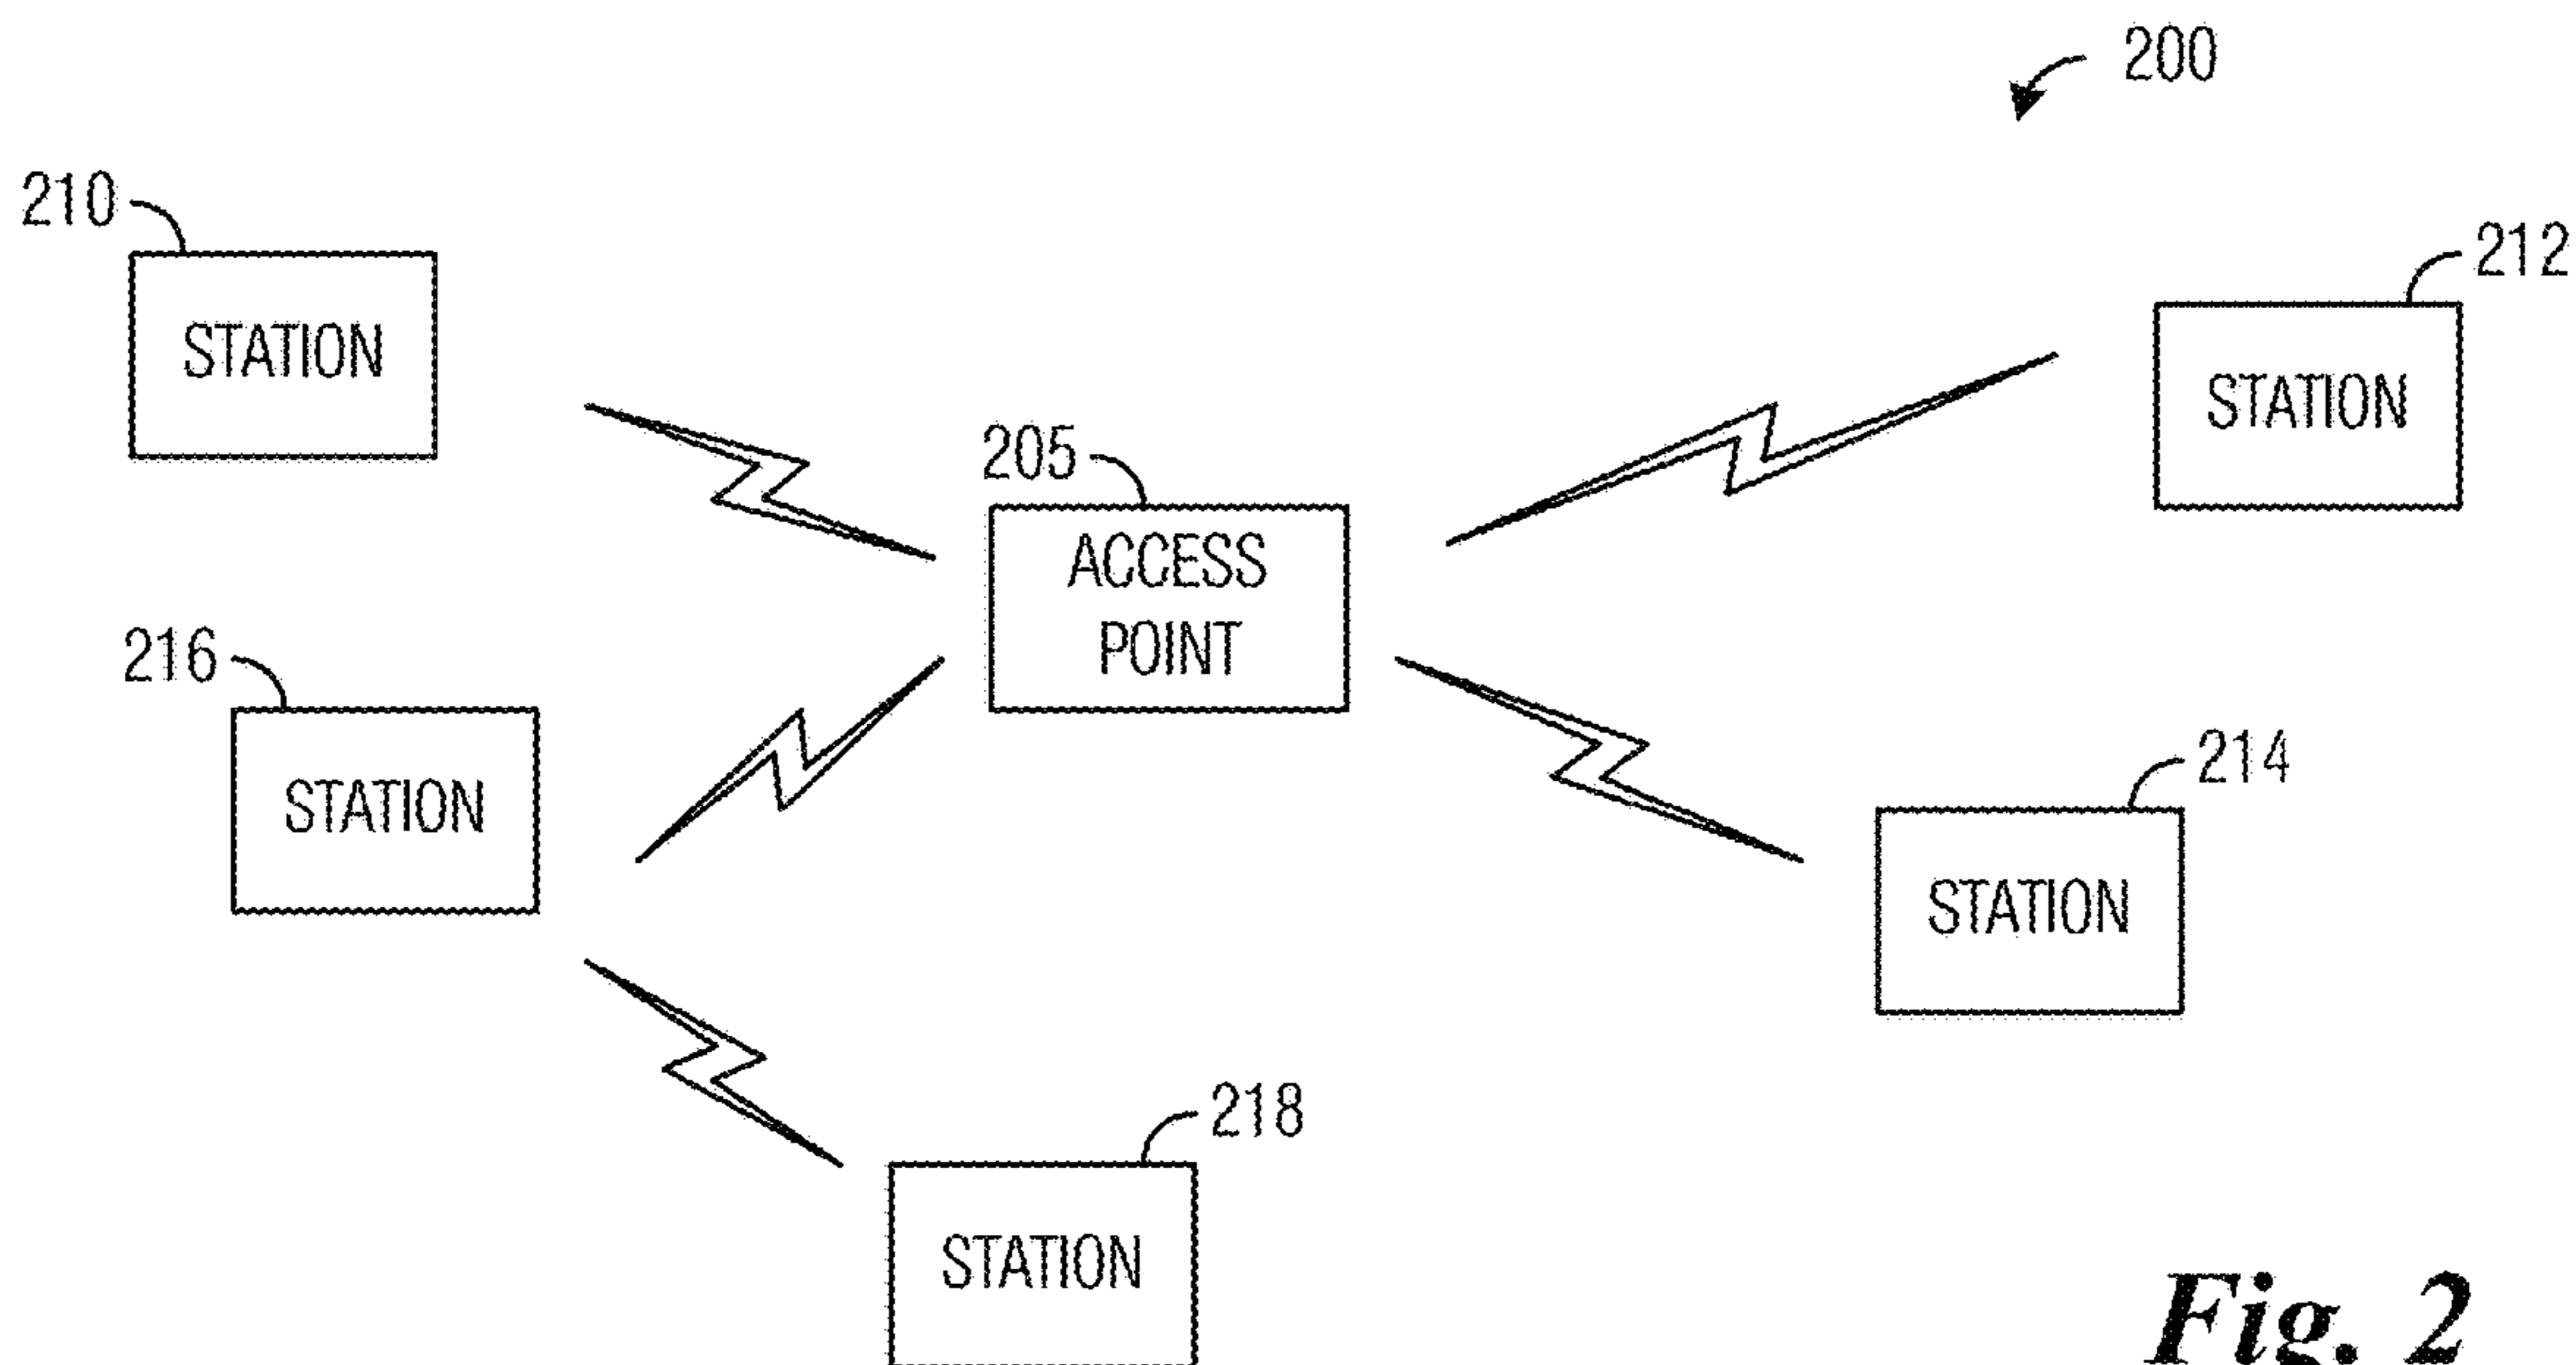 200
210
STATION
212
STATION
205
ACCESS
POINT
216
STATION
214
STATION
218
STATION
Fig. 2